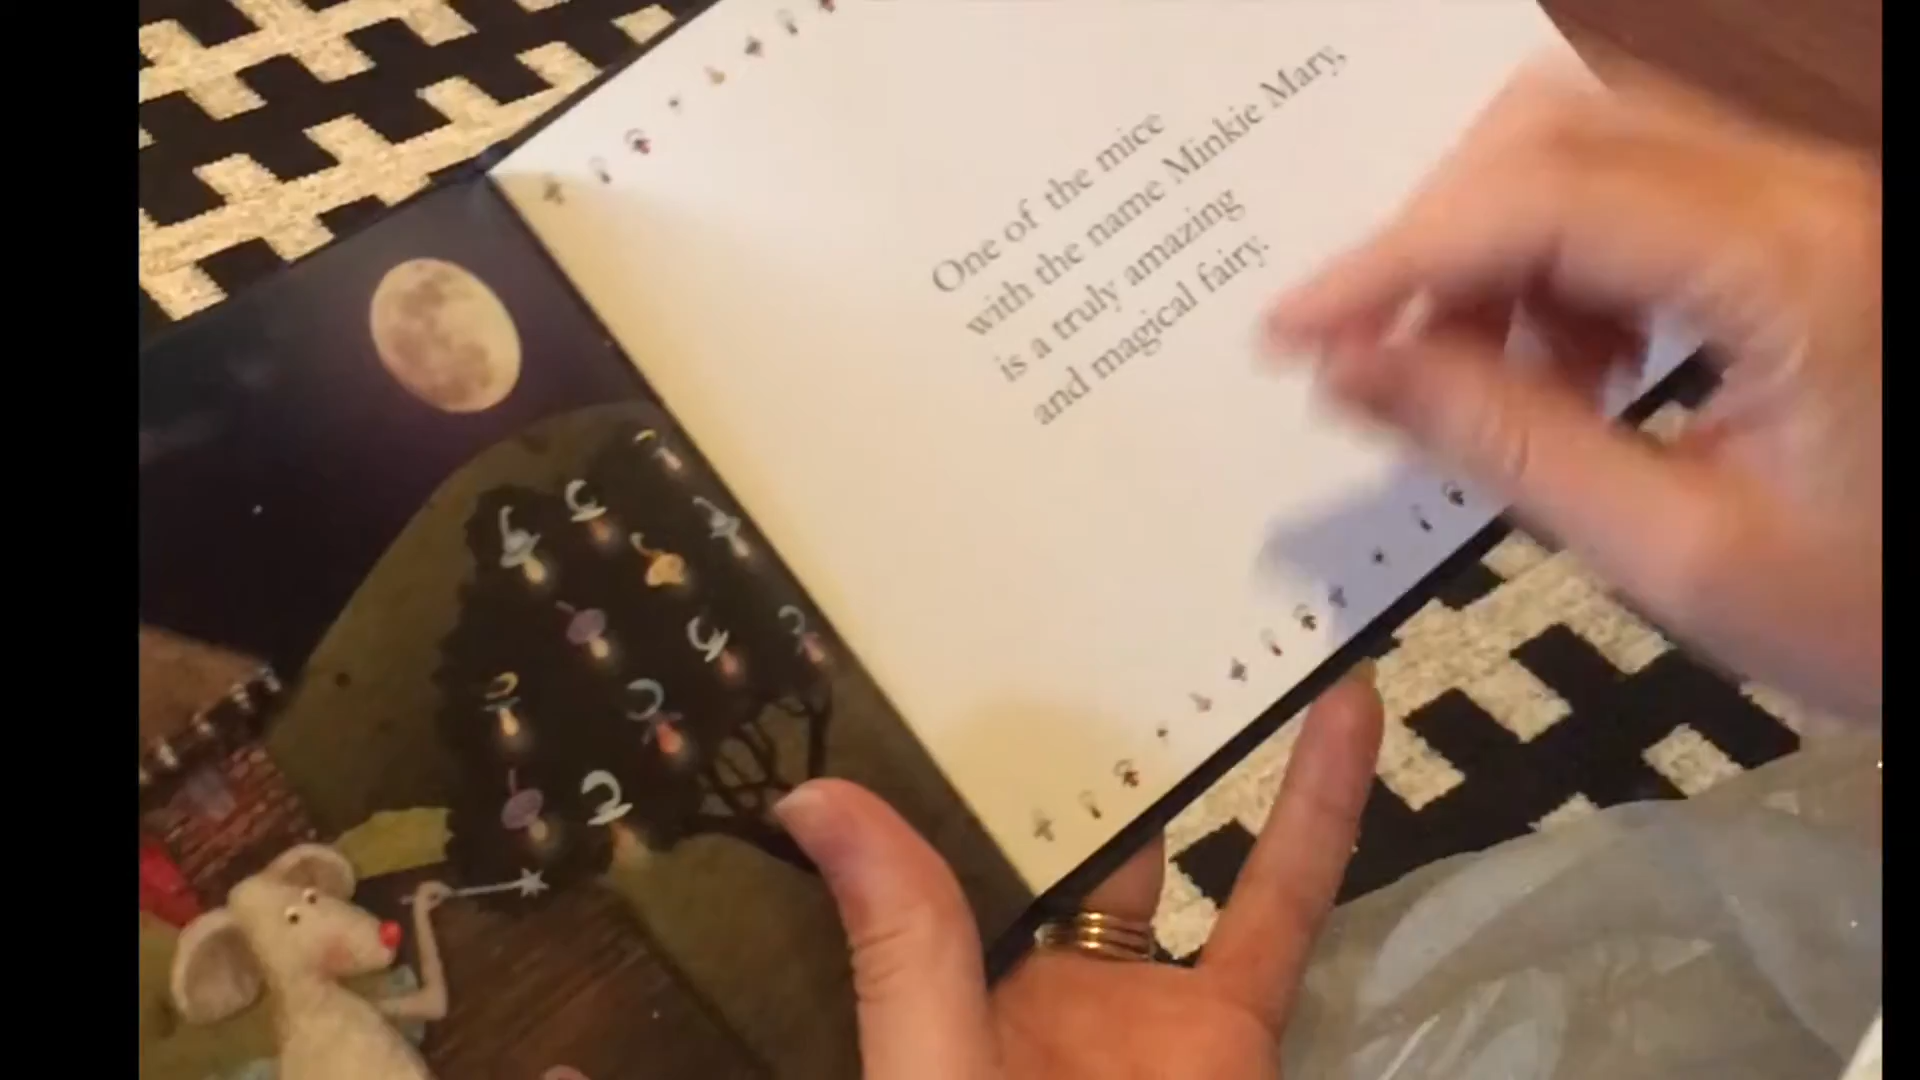 One of the mice
with the name Minkie Mary,
is a truly amazing
and magical fairy.